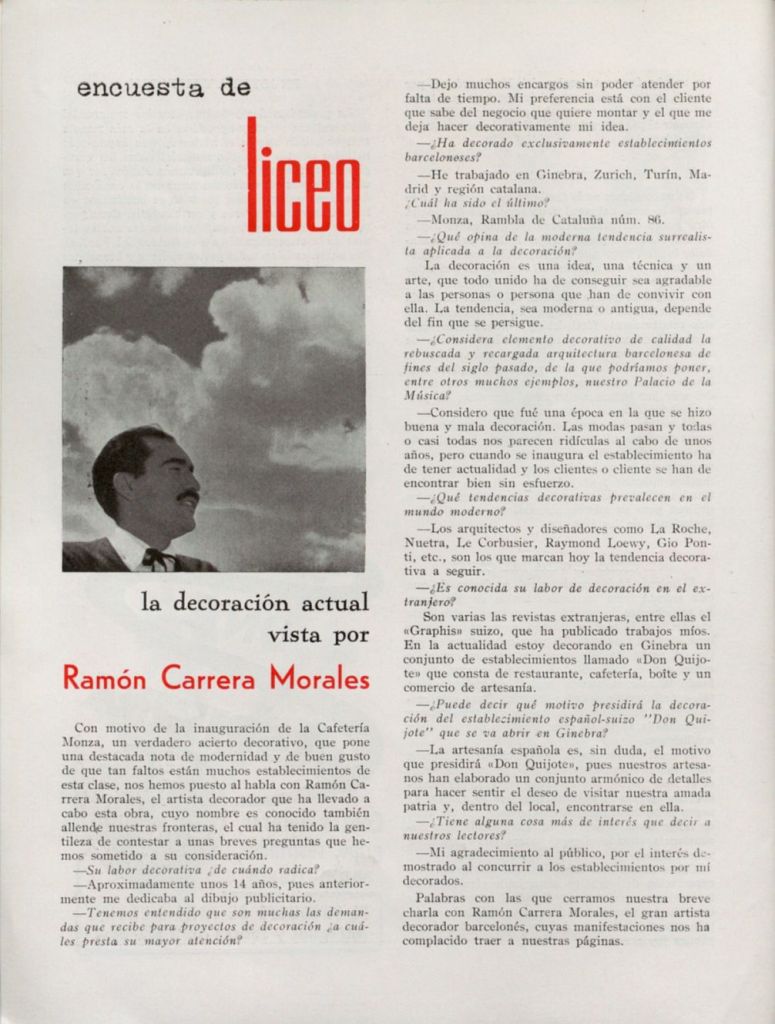 encuesta de
liceo
la decoración actual
vista por
Ramón Carrera Morales
Con motivo de la inauguración de la Cafetería
Monza, un verdadero acierto decorativo, que pone
una destacada nota de modernidad y de buen gusto
de que tan faltos están muchos establecimientos de
esta clase, nos hemos puesto al habla con Ramón Ca-
rrera Morales, el artista decorador que ha llevado a
cabo esta obra, cuyo nombre es conocido también
allende nuestras fronteras, el cual ha tenido la gen-
tileza de contestar a unas breves preguntas que he-
mos sometido a su consideración.
—Su labor decorativa ¿de cuándo radica?
—Aproximadamente unos 14 años, pues anterior-
mente me dedicaba al dibujo publicitario.
—Tenemos entendido que son muchas las deman-
das que recibe para proyectos de decoración ¿a cuá-
les presta su mayor atención?
—Dejo muchos encargos sin poder atender por
falta de tiempo. Mi preferencia está con el cliente
que sabe del negocio que quiere montar y el que me
deja hacer decorativamente mi idea.
—¿Ha decorado exclusivamente establecimientos
barceloneses?
—He trabajado en Ginebra, Zurich, Turín, Ma-
drid y región catalana.
¿Cuál ha sido el último?
—Monza, Rambla de Cataluña núm. 86.
—¿Qué opina de la moderna tendencia surrealis-
ta aplicada a la decoración?
La decoración es una idea, una técnica y un
arte, que todo unido ha de conseguir sea agradable
a las personas o persona que han de convivir con
ella. La tendencia, sea moderna o antigua, depende
del fin que se persigue.
—¿Considera elemento decorativo de calidad la
rebuscada y recargada arquitectura barcelonesa de
fines del siglo pasado, de la que podríamos poner,
entre otros muchos ejemplos, nuestro Palacio de la
Música?
—Considero que fué una época en la que se hizo
buena y mala decoración. Las modas pasan y todas
o casi todas nos parecen ridículas al cabo de unos
años, pero cuando se inaugura el establecimiento ha
de tener actualidad y los clientes o cliente se han de
encontrar bien sin esfuerzo.
—¿Qué tendencias decorativas prevalecen en el
mundo moderno?
—Los arquitectos y diseñadores como La Roche,
Nuetra, Le Corbusier, Raymond Loewy, Gio Pon-
ti, etc., son los que marcan hoy la tendencia decora-
tiva a seguir.
—¿Es conocida su labor de decoración en el ex-
tranjero?
Son varias las revistas extranjeras, entre ellas el
«Graphis» suizo, que ha publicado trabajos míos.
En la actualidad estoy decorando en Ginebra un
conjunto de establecimientos llamado «Don Quijo-
te» que consta de restaurante, cafetería, boîte y un
comercio de artesanía.
—¿Puede decir qué motivo presidirá la decora-
ción del establecimiento español-suizo "Don Qui-
jote" que se va abrir en Ginebra?
—La artesanía española es, sin duda, el motivo
que presidirá «Don Quijote», pues nuestros artesa-
nos han elaborado un conjunto armónico de detalles
para hacer sentir el deseo de visitar nuestra amada
patria y, dentro del local, encontrarse en ella.
—¿Tiene alguna cosa más de interés que decir a
nuestros lectores?
—Mi agradecimiento al público, por el interés de-
mostrado al concurrir a los establecimientos por mí
decorados.
Palabras con las que cerramos nuestra breve
charla con Ramón Carrera Morales, el gran artista
decorador barcelonés, cuyas manifestaciones nos ha
complacido traer a nuestras páginas.